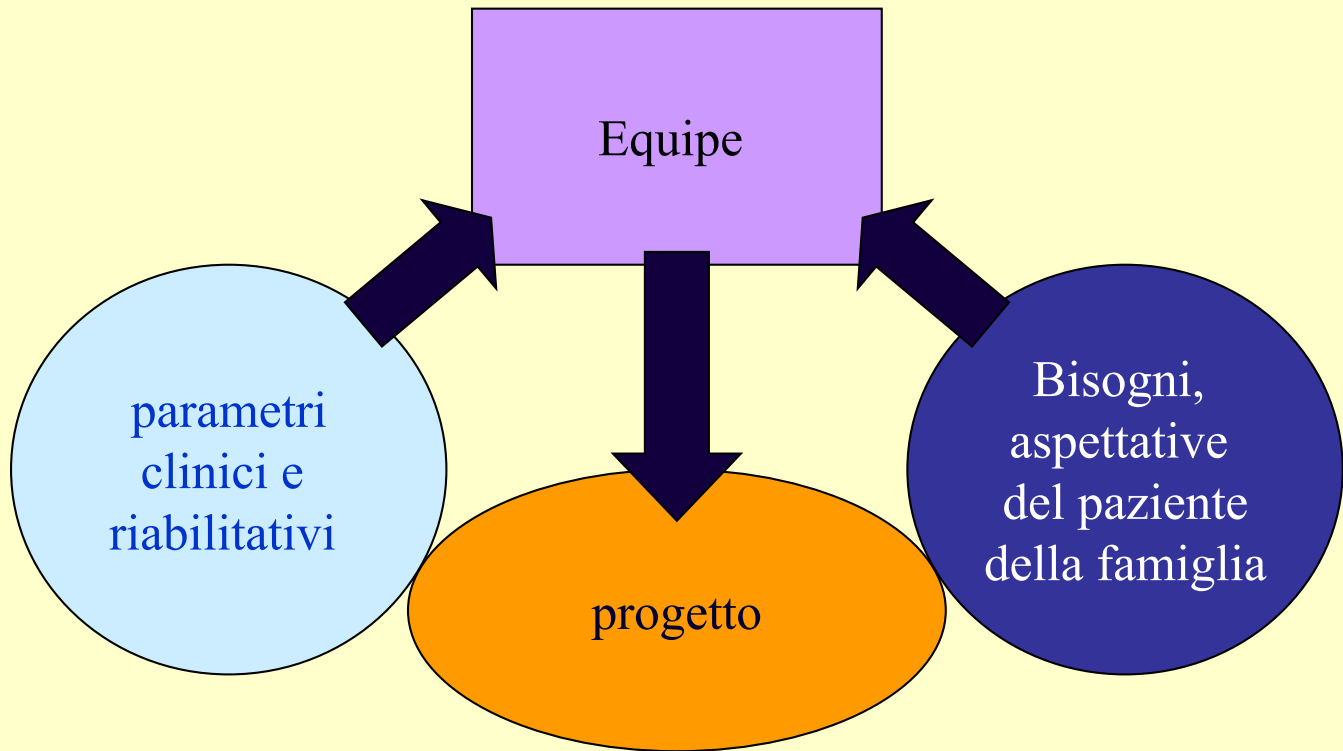 Equipe
parametri
clinici e
riabilitativi
Bisogni,
aspettative
del paziente
della famiglia
progetto